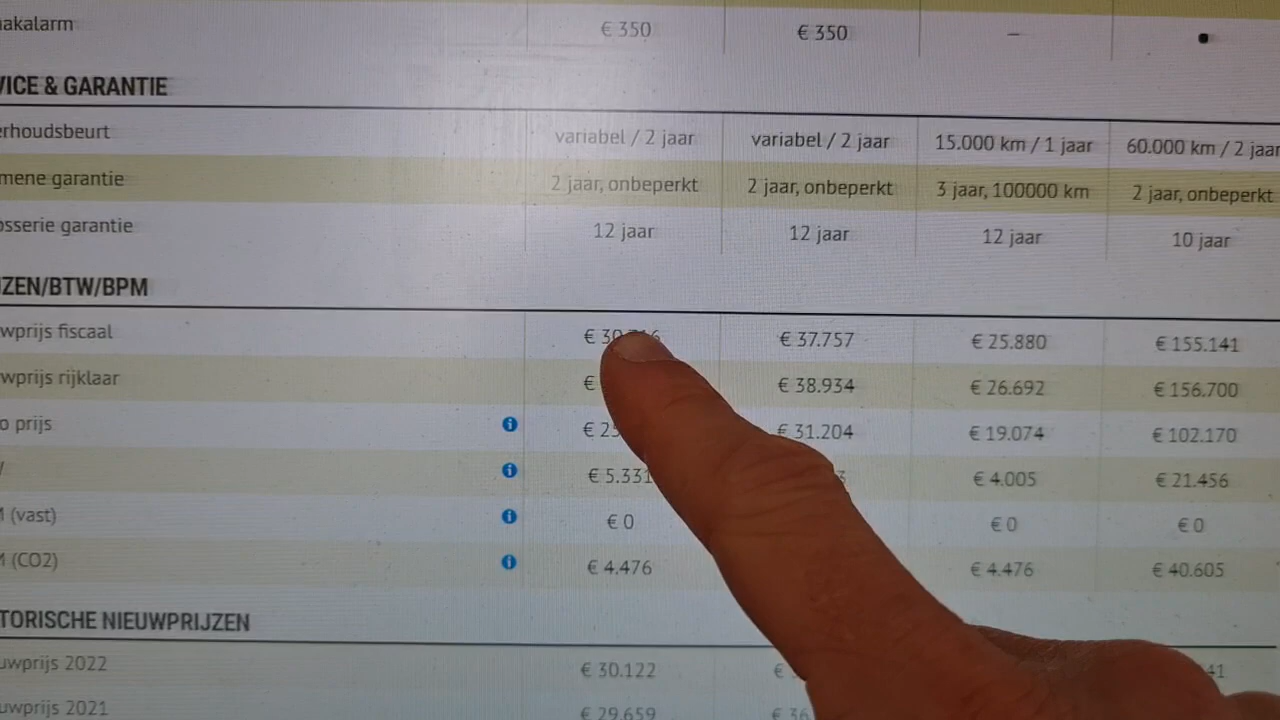 akalarm € 350 € 350 – •
VICE & GARANTIE
erhoudsbeurt variabel / 2 jaar variabel / 2 jaar 15.000 km / 1 jaar 60.000 km / 2 jaar
mene garantie 2 jaar, onbeperkt 2 jaar, onbeperkt 3 jaar, 100000 km 2 jaar, onbeperkt
osserie garantie 12 jaar 12 jaar 12 jaar 10 jaar
ZEN/BTW/BPM
wprijs fiscaal € 37.757 € 25.880 € 155.141
wprijs rijklaar € € 38.934 € 26.692 € 156.700
o prijs € 31.204 € 19.074 € 102.170
€ 5.331 € 4.005 € 21.456
(vast) € 0 € 0 € 0
(CO2) € 4.476 € 4.476 € 40.605
TORISCHE NIEUWPRIJZEN
uwprijs 2022 € 30.122 € 41
uwprijs 2021 € 29.659 € 36